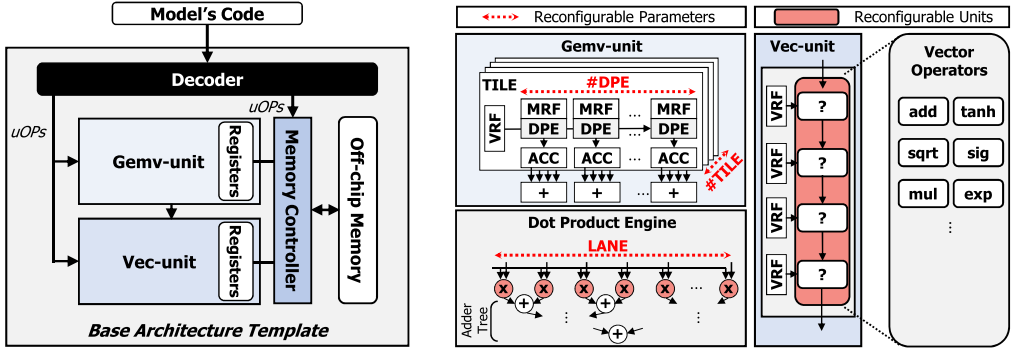 Model's Code
Decoder
uOPs
uOPs
Gemv-unit
Registers
Vec-unit
Registers
Memory Controller
Off-chip Memory
Base Architecture Template
Reconfigurable Parameters
Gemv-unit
TILE
#DPE
VRF
MRF
MRF
MRF
DPE
DPE
...
DPE
ACC
ACC
...
ACC
#TILE
+
+
...
+
Dot Product Engine
LANE
x
x
x
x
x
...
x
+
+
Adder
Tree
...
...
+
Reconfigurable Units
Vec-unit
VRF
?
VRF
?
VRF
?
VRF
?
Vector
Operators
add
tanh
sqrt
sig
mul
exp
...